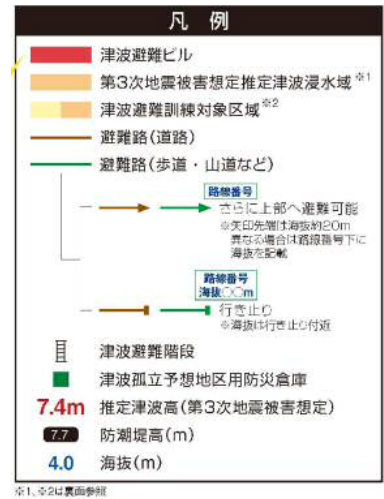 凡 例
津波避難ビル
第3次地震被害想定推定津波浸水域※1
津波避難訓練対象区域※2
避難路(道路)
避難路(歩道・山道など)
路線番号
さらに上部へ避難可能
※矢印先端は海抜約20m
異なる場合は路線番号下に
海抜を記載
路線番号
海抜○○m
行き止り
※海抜は行き止り付近
津波避難階段
津波孤立予想地区用防災倉庫
7.4m 推定津波高(第3次地震被害想定)
7.7 防潮堤高(m)
4.0 海抜(m)
※1、※2は裏面参照